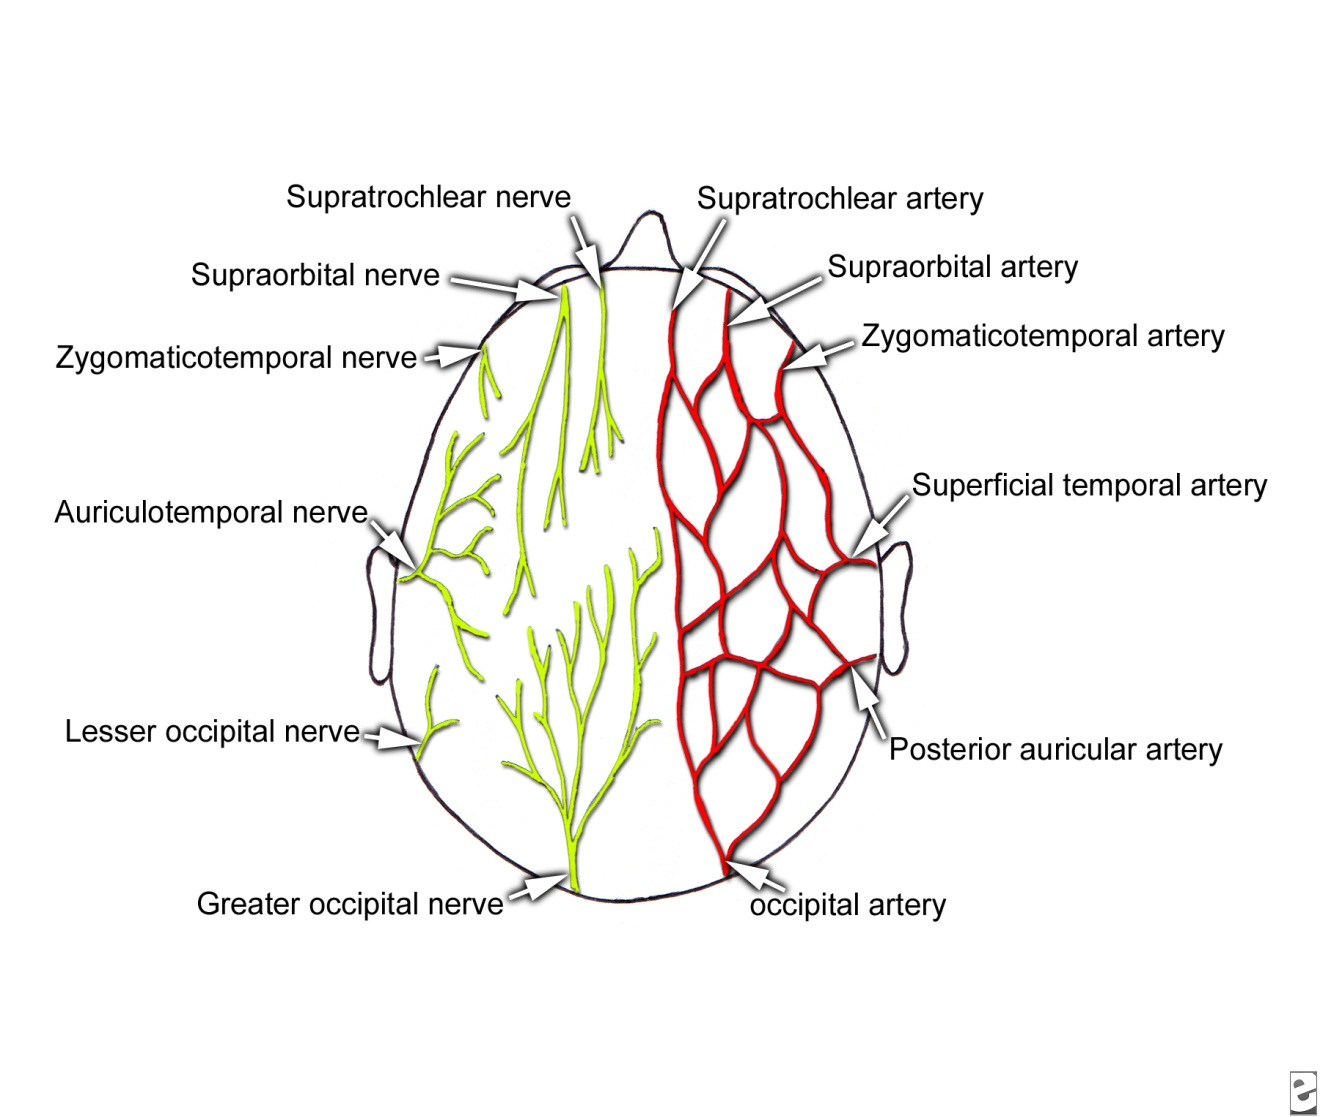 Supratrochlear nerve
Supratrochlear artery
Supraorbital nerve
Supraorbital artery
Zygomaticotemporal nerve
Zygomaticotemporal artery
Auriculotemporal nerve
Superficial temporal artery
Lesser occipital nerve
Posterior auricular artery
Greater occipital nerve
occipital artery
e